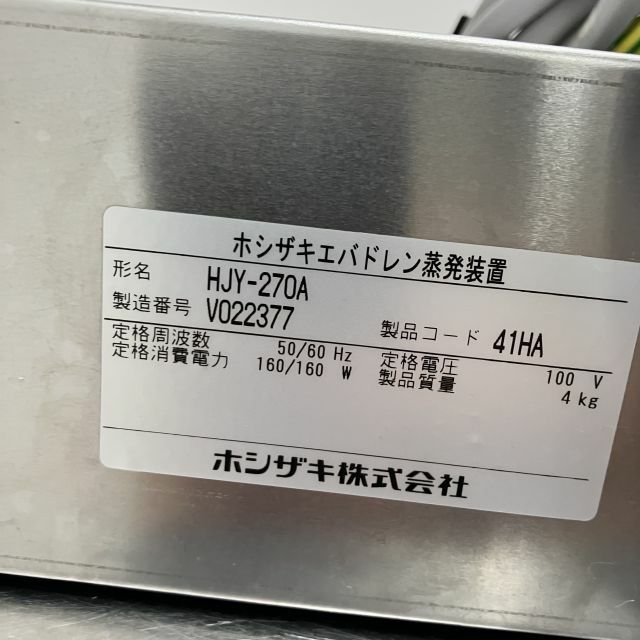 ホシザキエバドレン蒸発装置
形名 HJY-270A
製造番号 V022377 製品コード 41HA
定格周波数 50/60 Hz 定格電圧 100 V
定格消費電力 160/160 W 製品質量 4 kg
ホシザキ株式会社